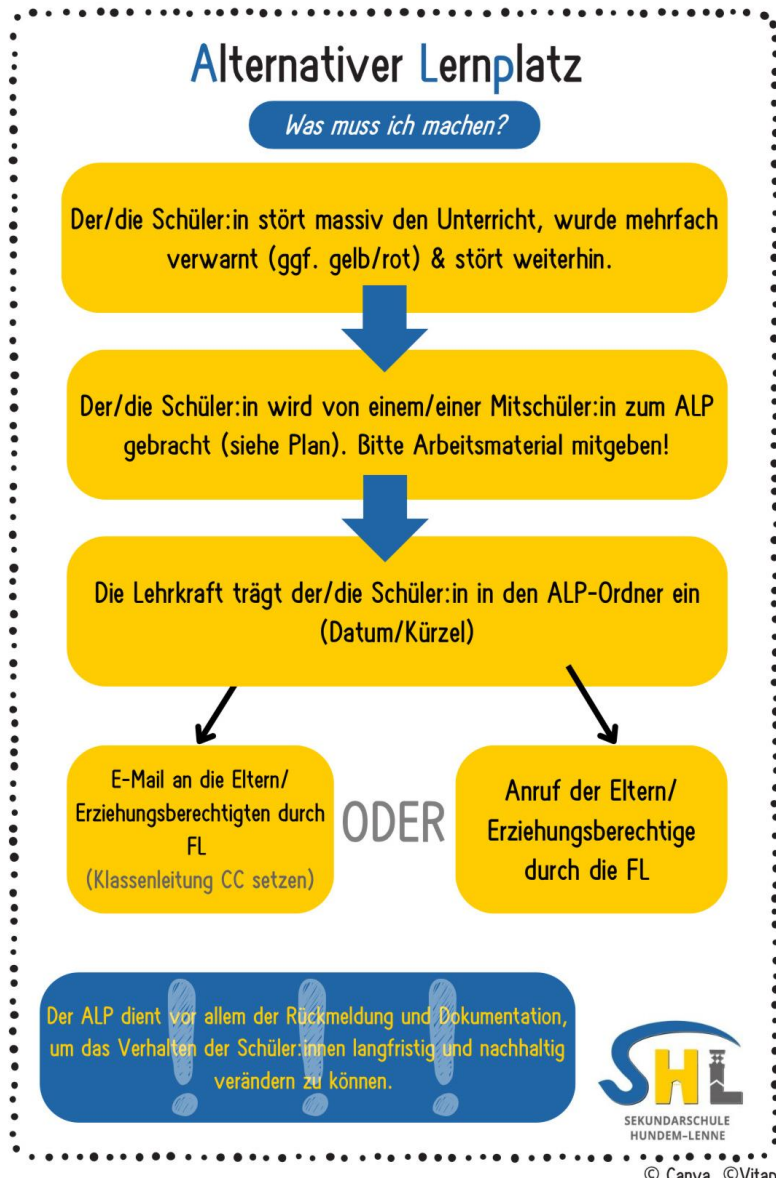 Alternativer Lernplatz
Was muss ich machen?
Der/die Schüler:in stört massiv den Unterricht, wurde mehrfach
verwarnt (ggf. gelb/rot) & stört weiterhin.
Der/die Schüler:in wird von einem/einer Mitschüler:in zum ALP
gebracht (siehe Plan). Bitte Arbeitsmaterial mitgeben!
Die Lehrkraft trägt der/die Schüler:in in den ALP-Ordner ein
(Datum/Kürzel)
E-Mail an die Eltern/
Erziehungsberechtigten durch
FL
(Klassenleitung CC setzen)
ODER
Anruf der Eltern/
Erziehungsberechtige
durch die FL
Der ALP dient vor allem der Rückmeldung und Dokumentation,
um das Verhalten der Schüler:innen langfristig und nachhaltig
verändern zu können.
SHL
SEKUNDARSCHULE
HUNDEM-LENNE
© Canva, ©Vitap